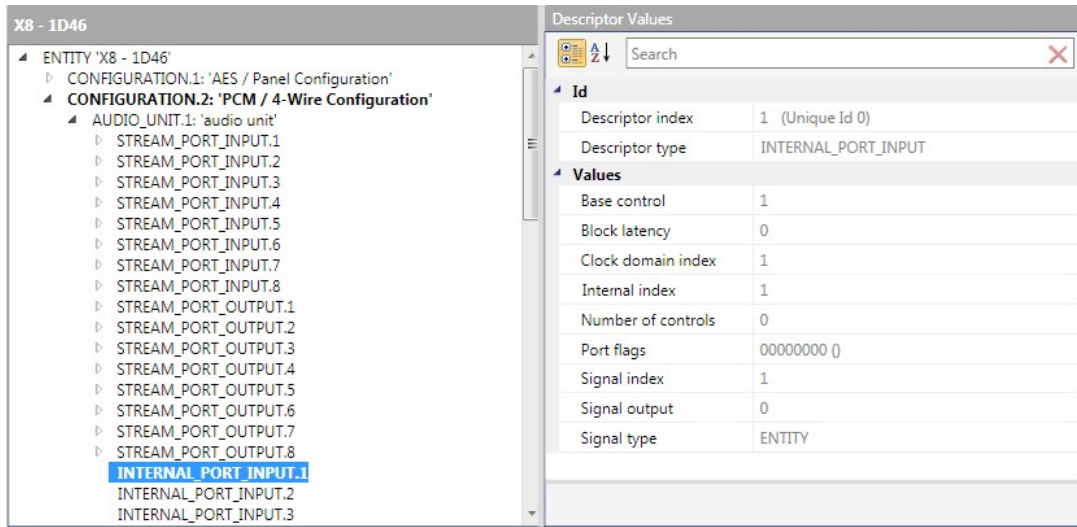 X8 - 1D46
ENTITY 'X8 - 1D46'
CONFIGURATION.1: 'AES / Panel Configuration'
CONFIGURATION.2: 'PCM / 4-Wire Configuration'
AUDIO_UNIT.1: 'audio unit'
STREAM_PORT_INPUT.1
STREAM_PORT_INPUT.2
STREAM_PORT_INPUT.3
STREAM_PORT_INPUT.4
STREAM_PORT_INPUT.5
STREAM_PORT_INPUT.6
STREAM_PORT_INPUT.7
STREAM_PORT_INPUT.8
STREAM_PORT_OUTPUT.1
STREAM_PORT_OUTPUT.2
STREAM_PORT_OUTPUT.3
STREAM_PORT_OUTPUT.4
STREAM_PORT_OUTPUT.5
STREAM_PORT_OUTPUT.6
STREAM_PORT_OUTPUT.7
STREAM_PORT_OUTPUT.8
INTERNAL_PORT_INPUT.1
INTERNAL_PORT_INPUT.2
INTERNAL_PORT_INPUT.3
Descriptor Values
A Z Search
Id
Descriptor index 1 (Unique Id 0)
Descriptor type INTERNAL_PORT_INPUT
Values
Base control 1
Block latency 0
Clock domain index 1
Internal index 1
Number of controls 0
Port flags 00000000 ()
Signal index 1
Signal output 0
Signal type ENTITY